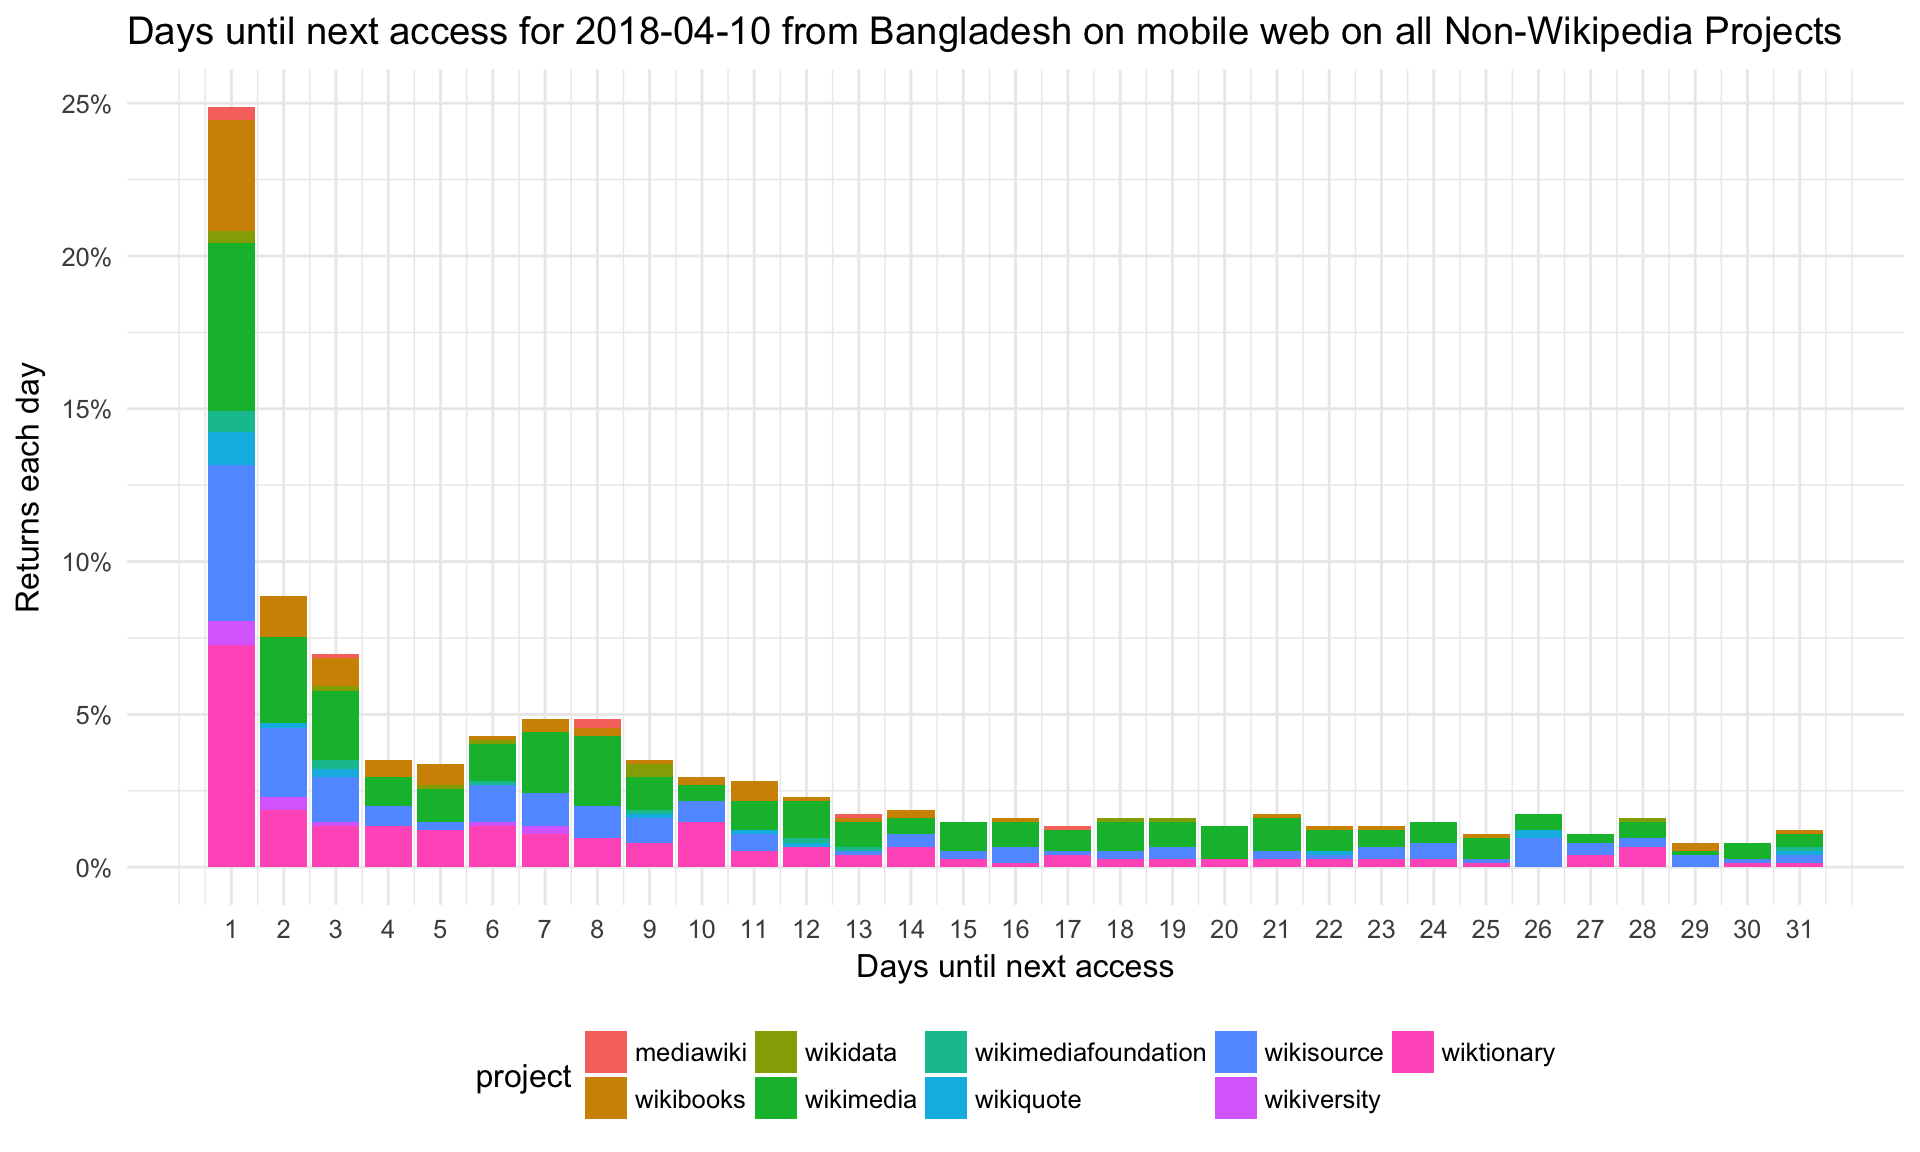 Days until next access for 2018-04-10 from Bangladesh on mobile web on all Non-Wikipedia Projects
Returns each day
25%
20%
15%
10%
5%
0%
1 2 3 4 5 6 7 8 9 10 11 12 13 14 15 16 17 18 19 20 21 22 23 24 25 26 27 28 29 30 31
Days until next access
project
mediawiki wikidata wikimediafoundation wikisource wiktionary
wikibooks wikimedia wikiquote wikiversity